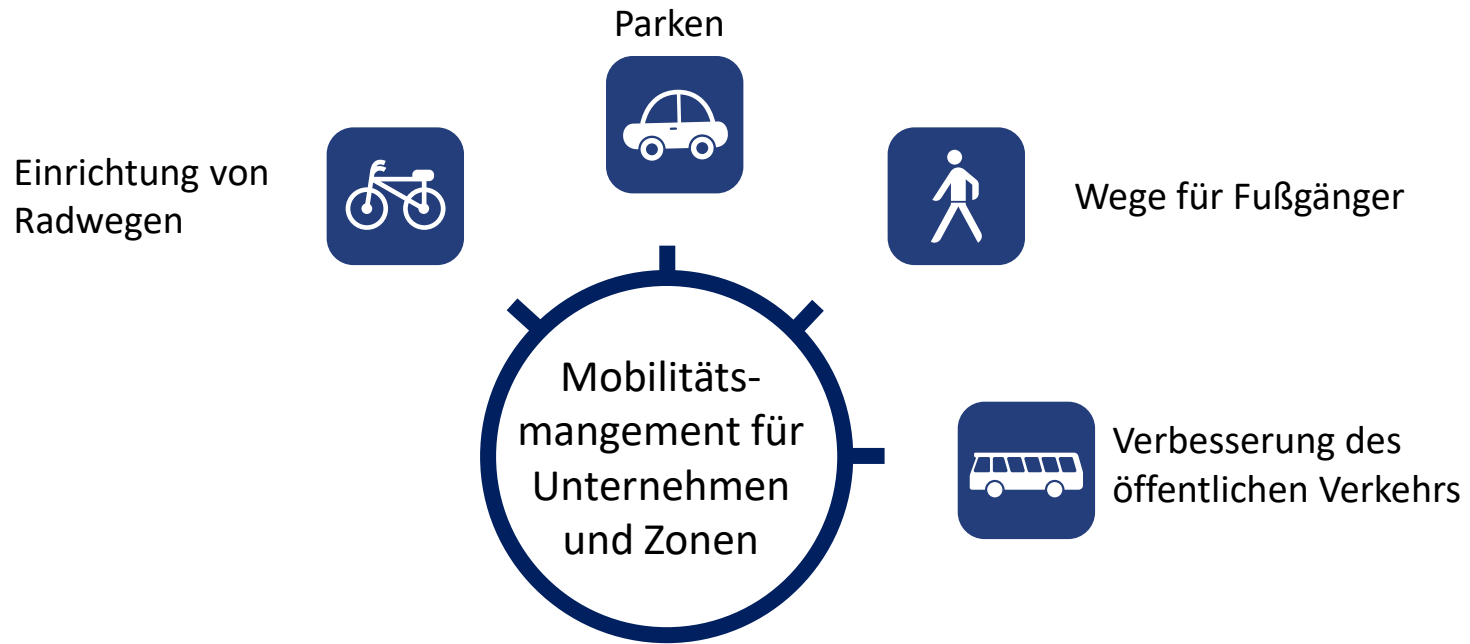 Parken
Einrichtung von
Radwegen
Wege für Fußgänger
Mobilitäts-
mangement für
Unternehmen
und Zonen
Verbesserung des
öffentlichen Verkehrs